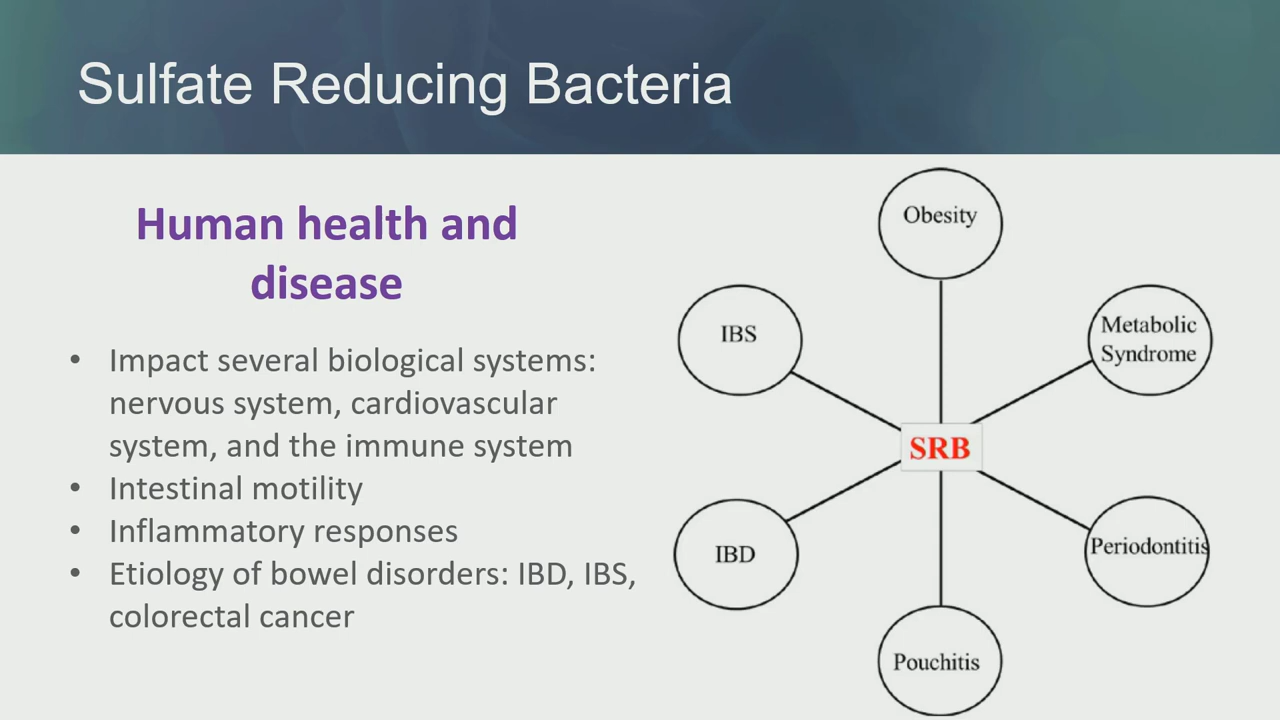 Sulfate Reducing Bacteria
Human health and
disease
• Impact several biological systems:
nervous system, cardiovascular
system, and the immune system
• Intestinal motility
• Inflammatory responses
• Etiology of bowel disorders: IBD, IBS,
colorectal cancer
Obesity
IBS
Metabolic
Syndrome
SRB
IBD
Periodontitis
Pouchitis